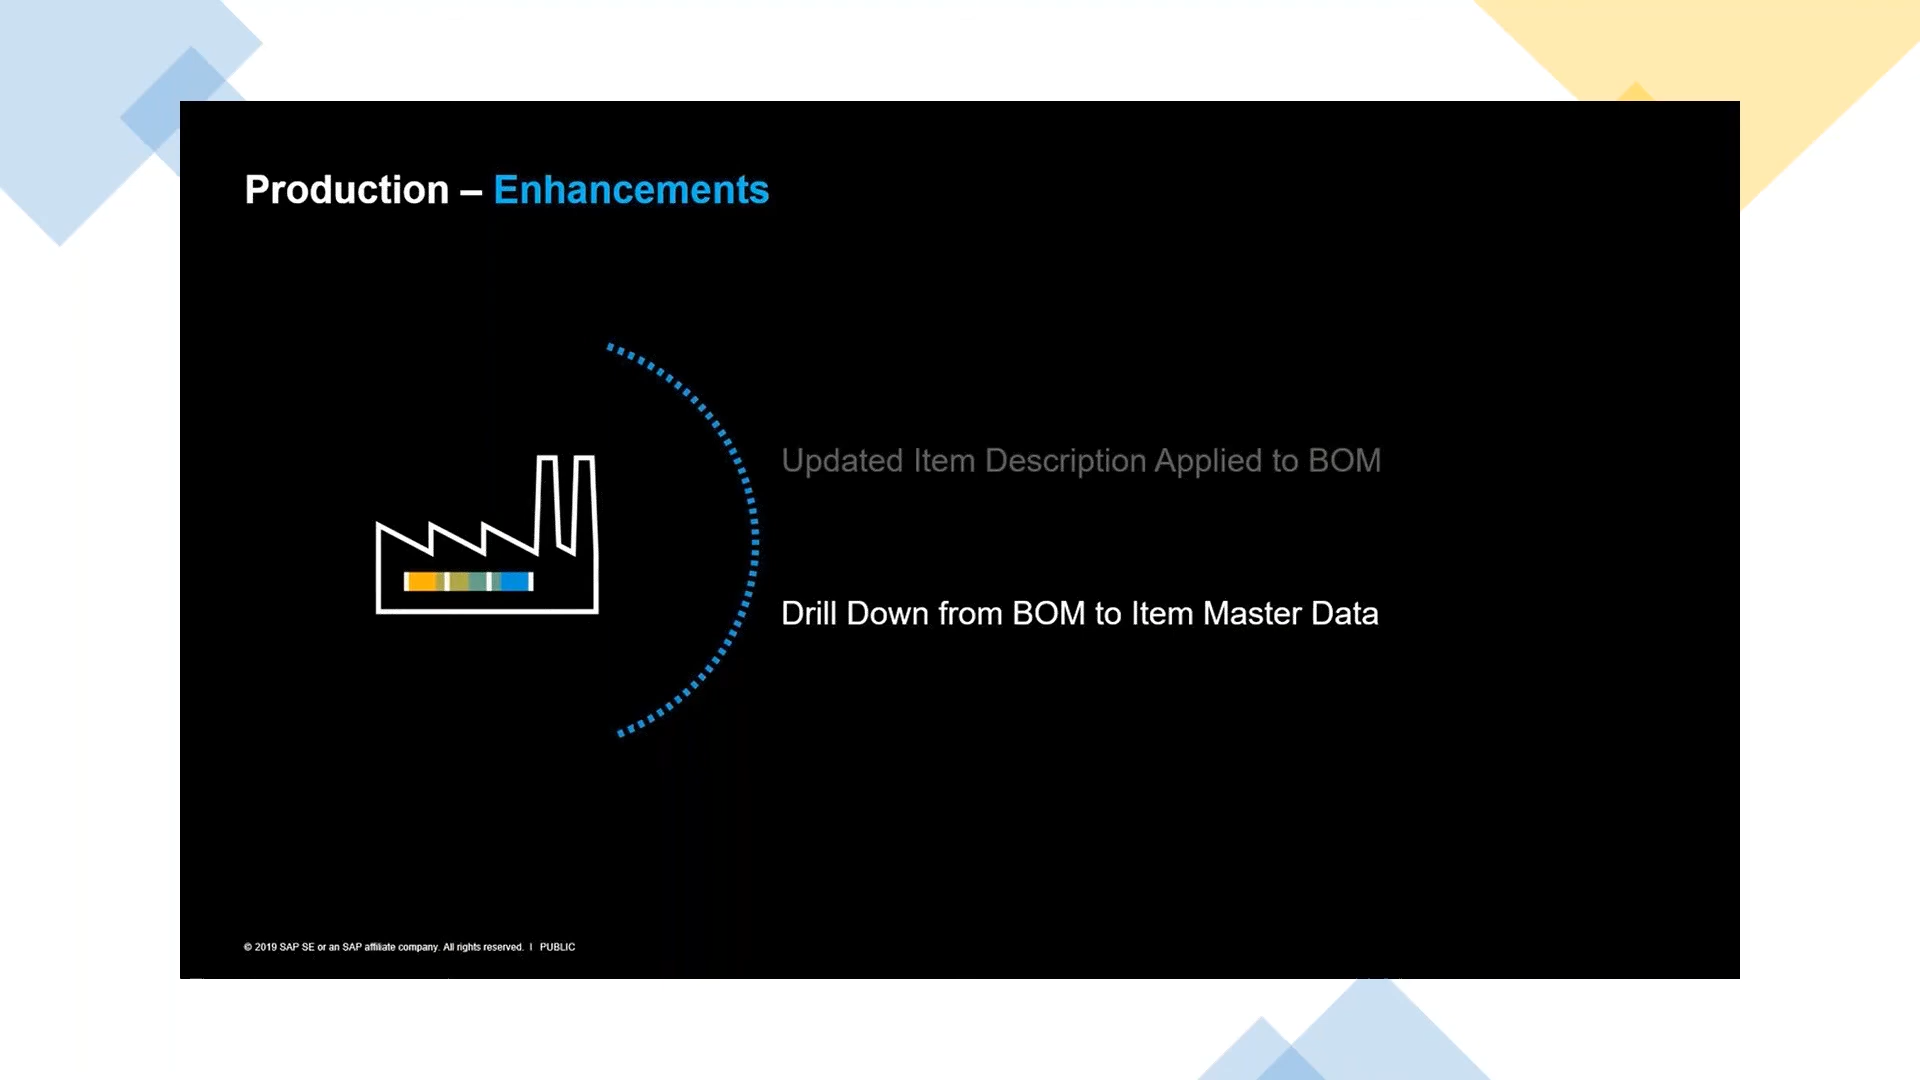 Production – Enhancements
Updated Item Description Applied to BOM
Drill Down from BOM to Item Master Data
© 2019 SAP SE or an SAP affiliate company. All rights reserved. I PUBLIC